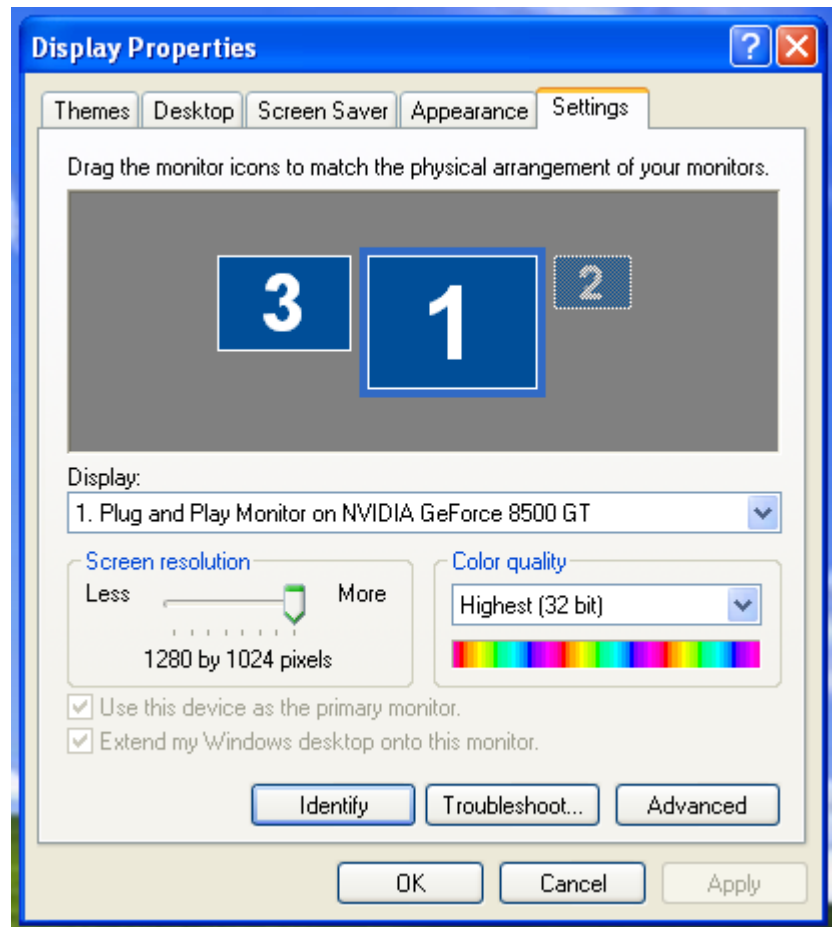 Display Properties
?
Themes Desktop Screen Saver Appearance Settings
Drag the monitor icons to match the physical arrangement of your monitors.
3 1 2
Display:
1. Plug and Play Monitor on NVIDIA GeForce 8500 GT
Screen resolution Color quality
Less More Highest (32 bit)
1280 by 1024 pixels
Use this device as the primary monitor.
Extend my Windows desktop onto this monitor.
Identify Troubleshoot... Advanced
OK Cancel Apply